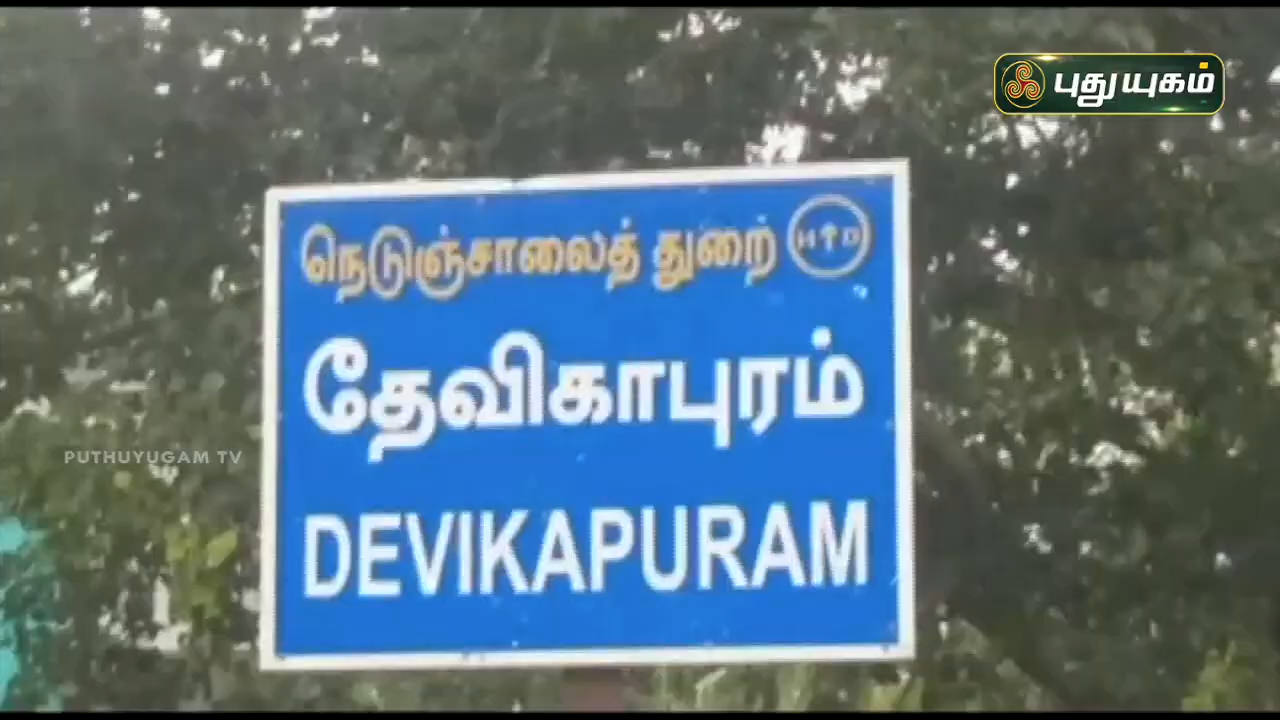 புதுயுகம்
நெடுஞ்சாலைத் துறை HTD
தேவிகாபுரம்
PUTHUYUGAM TV
DEVIKAPURAM